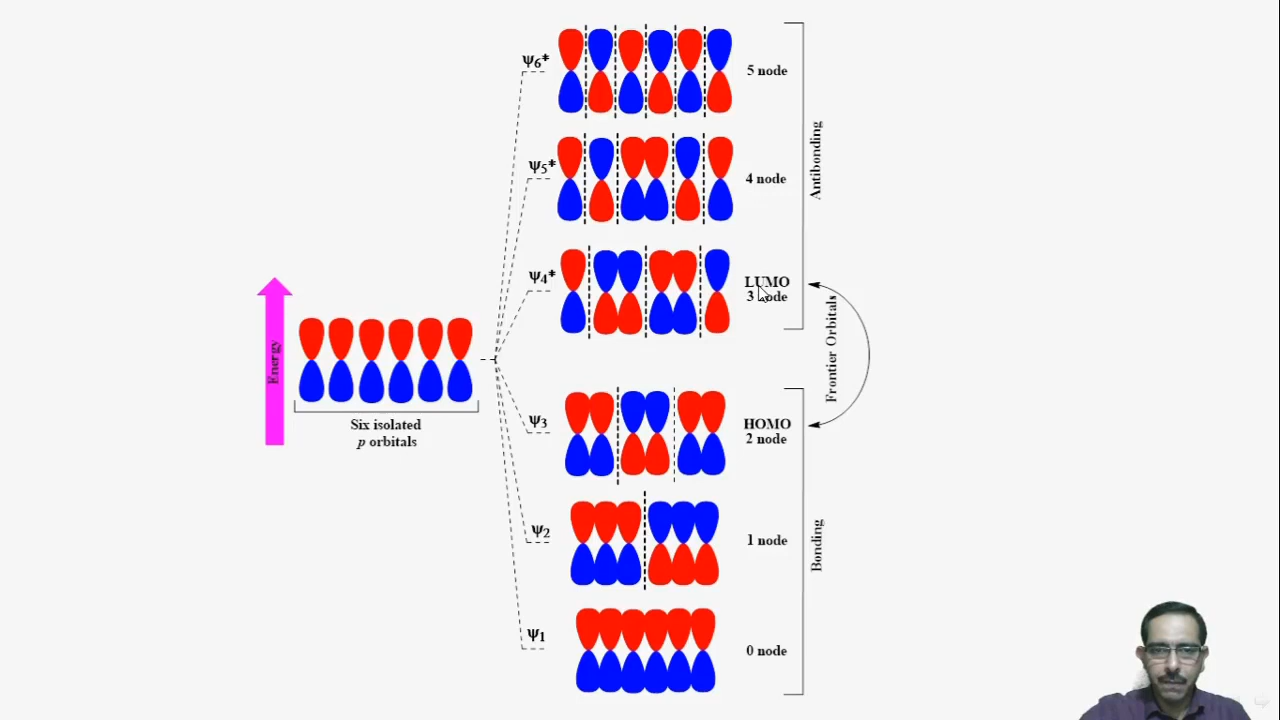 ψ6*
5 node
ψ5*
4 node
Antibonding
ψ4*
LUMO
3 node
Frontier Orbitals
Energy
Six isolated
p orbitals
ψ3
HOMO
2 node
ψ2
1 node
Bonding
ψ1
0 node